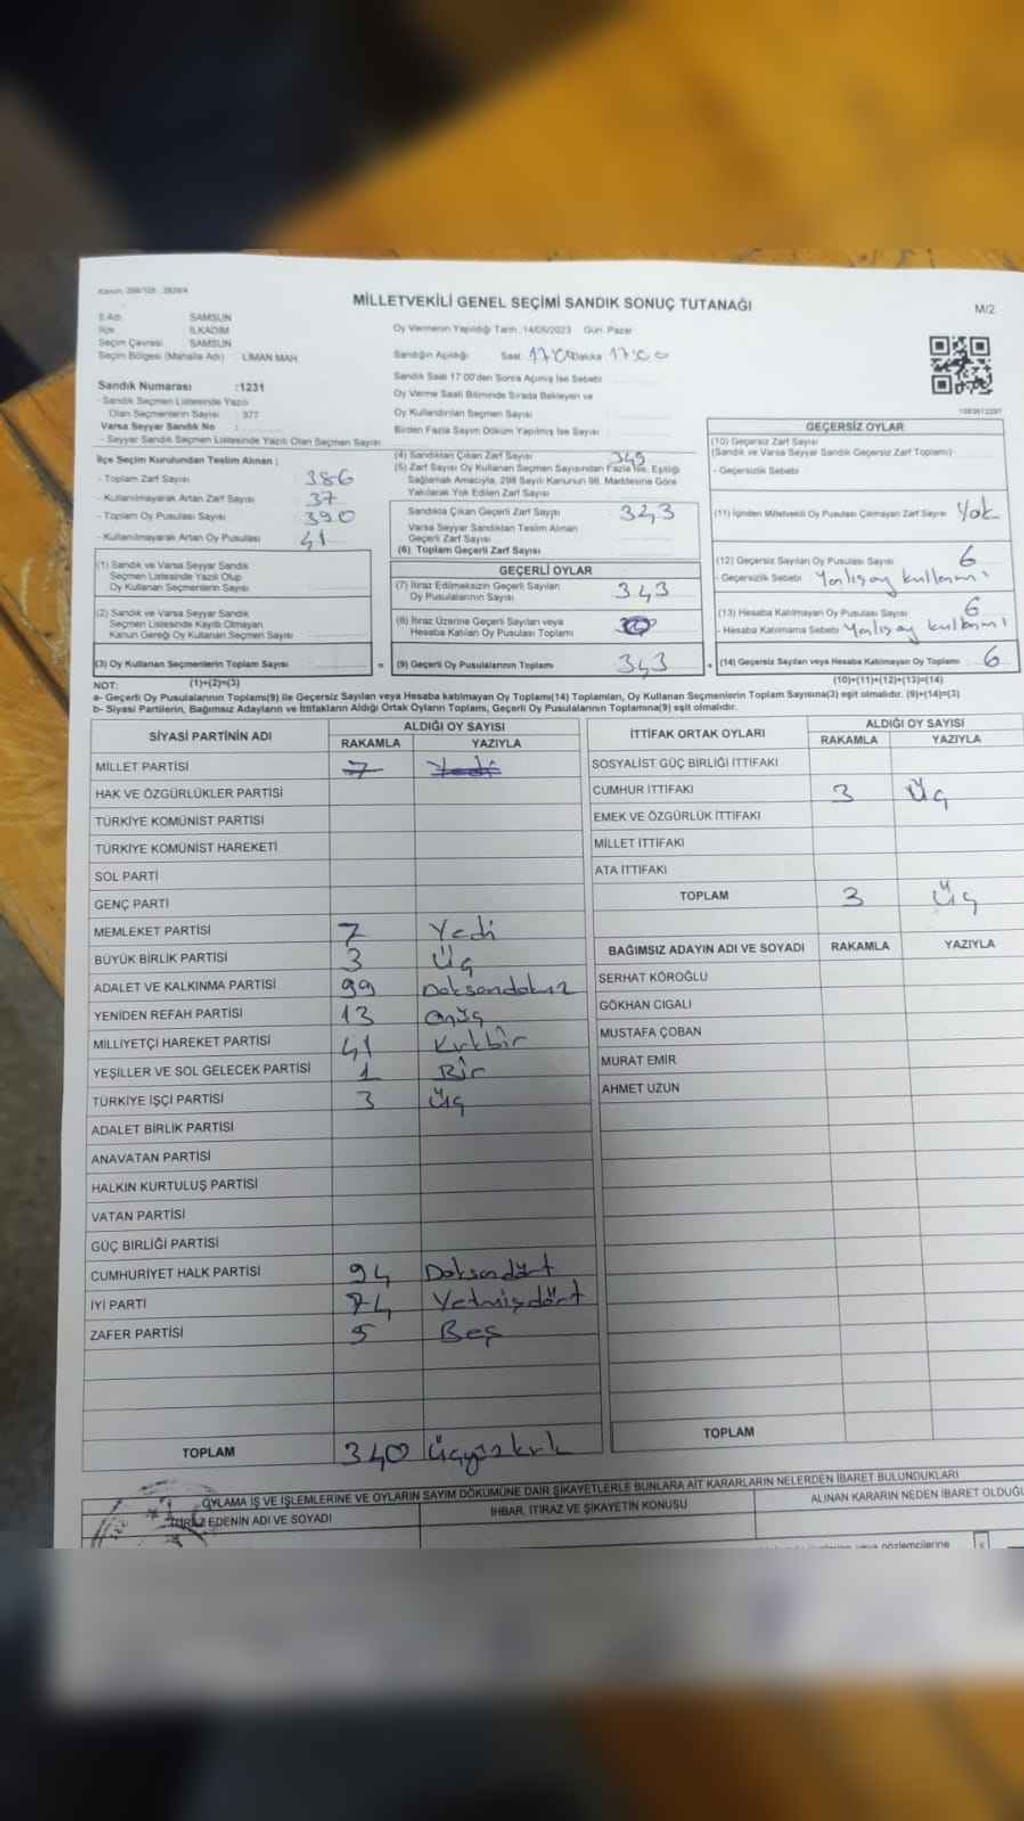 MİLLETVEKİLİ GENEL SEÇİMİ SANDIK SONUÇ TUTANAĞI
M/2
İl Adı: SAMSUN
İlçe İLKADIM
Seçim Çevresi SAMSUN
Seçim Bölgesi (Mahalle Adı) LİMAN MAH.
Sandık Numarası :1231
- Sandık Seçmen Listesinde Yazılı
Olan Seçmenlerin Sayısı : 377
Varsa Seyyar Sandık No :
- Seyyar Sandık Seçmen Listesinde Yazılı Olan Seçmen Sayısı
Oy Vermenin Yapıldığı Tarih :14/05/2023 Gün: Pazar
Sandığın Açıldığı Saat 17:00 Dakika 17:00
Sandık Saat 17:00'den Sonra Açılmış İse Sebebi
Oy Verme Saati Bitiminde Sırada Bekleyen ve
Oy Kullandırılan Seçmen Sayısı
Birden Fazla Sayım Döküm Yapılmış İse Sayısı
İlçe Seçim Kurulundan Teslim Alınan :
- Toplam Zarf Sayısı 386
- Kullanılmayarak Artan Zarf Sayısı 37
- Toplam Oy Pusulası Sayısı 390
- Kullanılmayarak Artan Oy Pusulası 41
(1) Sandık ve Varsa Seyyar Sandık
Seçmen Listesinde Yazılı Olup
Oy Kullanan Seçmenlerin Sayısı
(2) Sandık ve Varsa Seyyar Sandık
Seçmen Listesinde Kayıtlı Olmayan
Kanun Gereği Oy Kullanan Seçmen Sayısı
(3) Oy Kullanan Seçmenlerin Toplam Sayısı
(1)+(2)=(3)
(4) Sandıktan Çıkan Zarf Sayısı 349
(5) Zarf Sayısı Oy Kullanan Seçmen Sayısından Fazla İse, Eşitliği
Sağlamak Amacıyla, 298 Sayılı Kanunun 98. Maddesine Göre
Yakılarak Yok Edilen Zarf Sayısı
Sandıkta Çıkan Geçerli Zarf Sayısı 343
Varsa Seyyar Sandıktan Teslim Alınan
Geçerli Zarf Sayısı
(6) Toplam Geçerli Zarf Sayısı
GEÇERLİ OYLAR
(7) İtiraz Edilmeksizin Geçerli Sayılan
Oy Pusulalarının Sayısı 343
(8) İtiraz Üzerine Geçerli Sayılan veya
Hesaba Katılan Oy Pusulası Toplamı
= (9) Geçerli Oy Pusulalarının Toplamı 343
GEÇERSİZ OYLAR
(10) Geçersiz Zarf Sayısı
(Sandık ve Varsa Seyyar Sandık Geçersiz Zarf Toplamı)
- Geçersizlik Sebebi
(11) İçinden Milletvekili Oy Pusulası Çıkmayan Zarf Sayısı Yok
(12) Geçersiz Sayılan Oy Pusulası Sayısı 6
- Geçersizlik Sebebi Yanlış oy kullanımı
(13) Hesaba Katılmayan Oy Pusulası Sayısı 6
- Hesaba Katılmama Sebebi Yanlış oy kullanımı
+ (14) Geçersiz Sayılan veya Hesaba Katılmayan Oy Toplamı 6
(10)+(11)+(12)+(13)=(14)
NOT:
a- Geçerli Oy Pusulalarının Toplamı(9) ile Geçersiz Sayılan veya Hesaba katılmayan Oy Toplamı(14) Toplamları, Oy Kullanan Seçmenlerin Toplam Sayısına(3) eşit olmalıdır. (9)+(14)=(3)
b- Siyasi Partilerin, Bağımsız Adayların ve İttifakların Aldığı Ortak Oyların Toplamı, Geçerli Oy Pusulalarının Toplamına(9) eşit olmalıdır.
SİYASİ PARTİNİN ADI
ALDIĞI OY SAYISI
RAKAMLA YAZIYLA
MİLLET PARTİSİ 7 Yedi
HAK VE ÖZGÜRLÜKLER PARTİSİ
TÜRKİYE KOMÜNİST PARTİSİ
TÜRKİYE KOMÜNİST HAREKETİ
SOL PARTİ
GENÇ PARTİ
MEMLEKET PARTİSİ 7 Yedi
BÜYÜK BİRLİK PARTİSİ 3 Üç
ADALET VE KALKINMA PARTİSİ 99 Doksandokuz
YENİDEN REFAH PARTİSİ 13 Onüç
MİLLİYETÇİ HAREKET PARTİSİ 41 Kırkbir
YEŞİLLER VE SOL GELECEK PARTİSİ 1 Bir
TÜRKİYE İŞÇİ PARTİSİ 3 Üç
ADALET BİRLİK PARTİSİ
ANAVATAN PARTİSİ
HALKIN KURTULUŞ PARTİSİ
VATAN PARTİSİ
GÜÇ BİRLİĞİ PARTİSİ
CUMHURİYET HALK PARTİSİ 94 Doksandört
İYİ PARTİ 74 Yetmişdört
ZAFER PARTİSİ 5 Beş
TOPLAM 340 Üçyüzkırk
İTTİFAK ORTAK OYLARI
ALDIĞI OY SAYISI
RAKAMLA YAZIYLA
SOSYALİST GÜÇ BİRLİĞİ İTTİFAKI
CUMHUR İTTİFAKI 3 Üç
EMEK VE ÖZGÜRLÜK İTTİFAKI
MİLLET İTTİFAKI
ATA İTTİFAKI
TOPLAM 3 Üç
BAĞIMSIZ ADAYIN ADI VE SOYADI RAKAMLA YAZIYLA
SERHAT KÖROĞLU
GÖKHAN CIGALI
MUSTAFA ÇOBAN
MURAT EMİR
AHMET UZUN
TOPLAM
OYLAMA İŞ VE İŞLEMLERİNE VE OYLARIN SAYIM DÖKÜMÜNE DAİR ŞİKAYETLERLE BUNLARA AİT KARARLARIN NELERDEN İBARET BULUNDUKLARI
EDENİN ADI VE SOYADI
İHBAR, İTİRAZ VE ŞİKAYETİN KONUSU
ALINAN KARARIN NEDEN İBARET OLDUĞU
veya gözlemcilerine